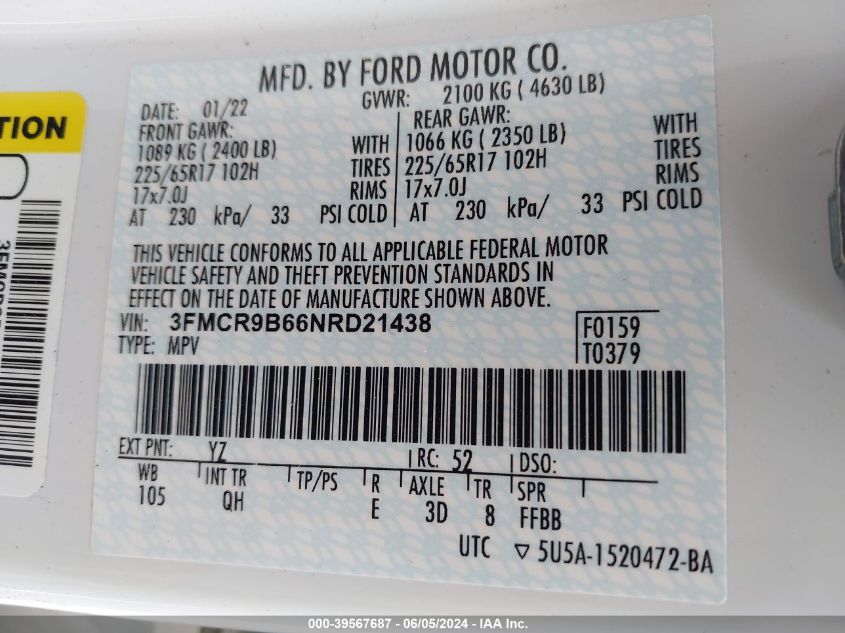 TION
MFD. BY FORD MOTOR CO.
DATE: 01/22 GVWR: 2100 KG ( 4630 LB)
FRONT GAWR: REAR GAWR:
1089 KG ( 2400 LB) WITH 1066 KG ( 2350 LB) WITH
225/65R17 102H TIRES 225/65R17 102H TIRES
17x7.0J RIMS 17x7.0J RIMS
AT 230 kPa/ 33 PSI COLD AT 230 kPa/ 33 PSI COLD
THIS VEHICLE CONFORMS TO ALL APPLICABLE FEDERAL MOTOR
VEHICLE SAFETY AND THEFT PREVENTION STANDARDS IN
EFFECT ON THE DATE OF MANUFACTURE SHOWN ABOVE.
VIN: 3FMCR9B66NRD21438 F0159
TYPE: MPV T0379
EXT PNT: YZ RC: 52 DSO:
WB INT TR TP/PS R AXLE TR SPR
105 QH E 3D 8 FFBB
UTC ▽ 5U5A-1520472-BA
000-39567687 - 06/05/2024 - IAA Inc.